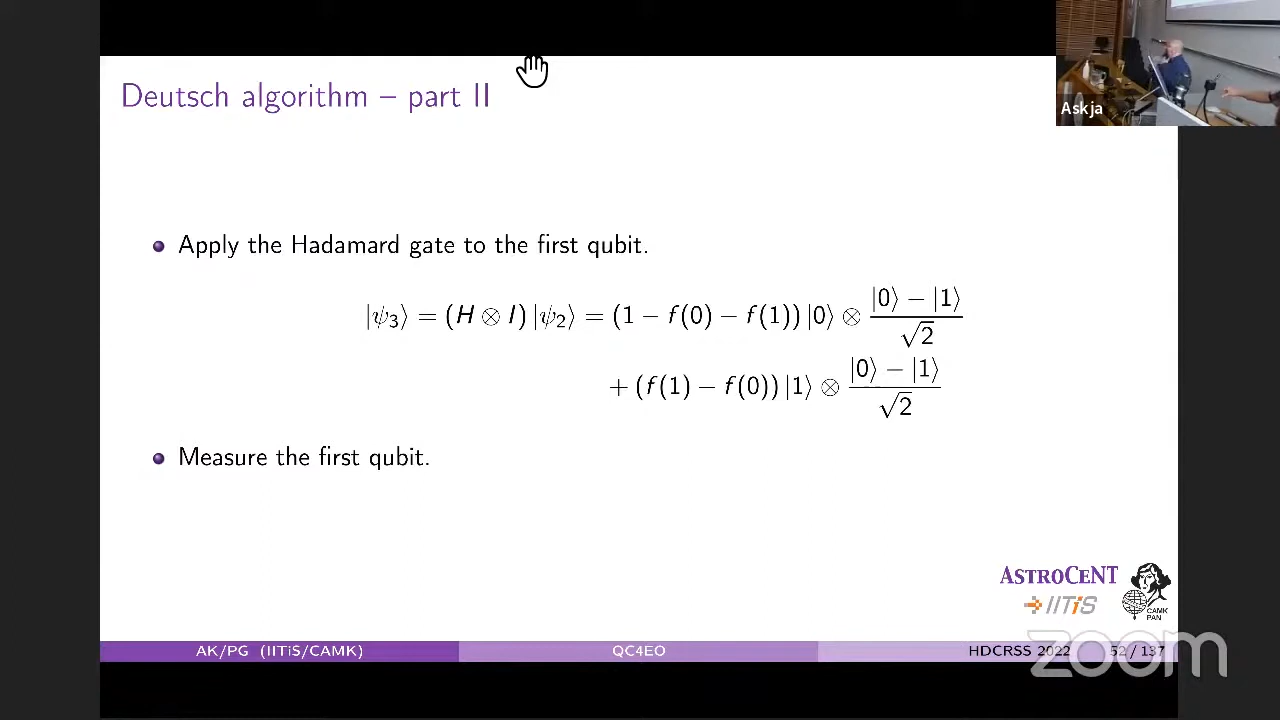 Deutsch algorithm – part II
Askja
Apply the Hadamard gate to the first qubit.
|ψ₃⟩ = (H ⊗ I) |ψ₂⟩ = (1 − f(0) − f(1)) |0⟩ ⊗ (|0⟩ − |1⟩)/√2
+ (f(1) − f(0)) |1⟩ ⊗ (|0⟩ − |1⟩)/√2
Measure the first qubit.
ASTROCENT
IITiS
CAMK
PAN
AK/PG (IITiS/CAMK) QC4EO HDCRSS 2022 52 / 137
zoom